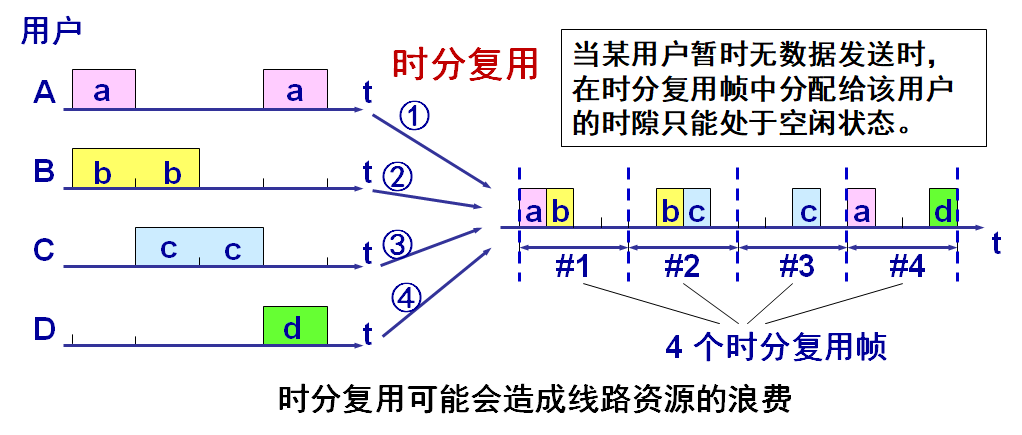 用户
时分复用
当某用户暂时无数据发送时，
在时分复用帧中分配给该用户
的时隙只能处于空闲状态。
A a a t
①
B b b t
②
C c c t
③
D d t
④
a b b c c a d t
#1 #2 #3 #4
4 个时分复用帧
时分复用可能会造成线路资源的浪费